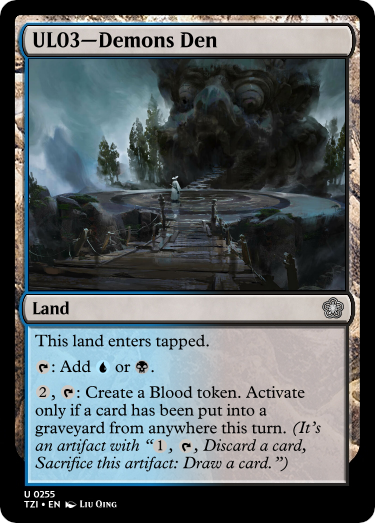 UL03—Demons Den
Land
This land enters tapped.
: Add or .
2, : Create a Blood token. Activate
only if a card has been put into a
graveyard from anywhere this turn. (It's
an artifact with “1, , Discard a card,
Sacrifice this artifact: Draw a card.”)
U 0255
TZI • EN Liu Qing